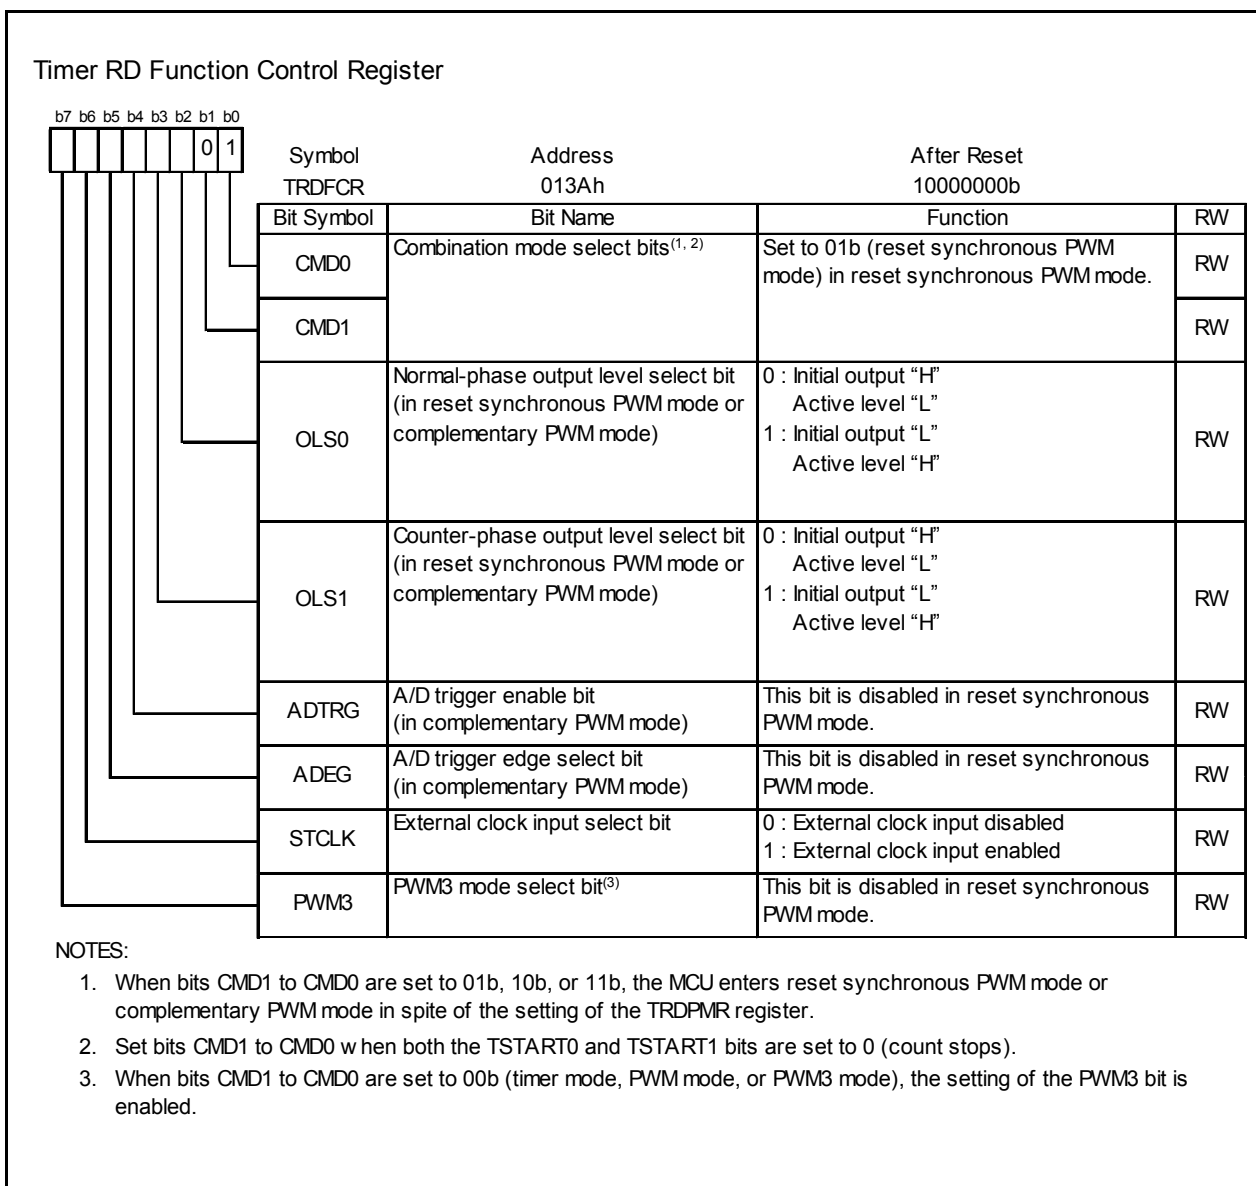 Timer RD Function Control Register
b7 b6 b5 b4 b3 b2 b1 b0
0 1
Symbol Address After Reset
TRDFCR 013Ah 10000000b
Bit Symbol Bit Name Function RW
CMD0 Combination mode select bits(1, 2) Set to 01b (reset synchronous PWM mode) in reset synchronous PWM mode. RW
CMD1 RW
OLS0 Normal-phase output level select bit (in reset synchronous PWM mode or complementary PWM mode) 0 : Initial output “H” Active level “L” 1 : Initial output “L” Active level “H” RW
OLS1 Counter-phase output level select bit (in reset synchronous PWM mode or complementary PWM mode) 0 : Initial output “H” Active level “L” 1 : Initial output “L” Active level “H” RW
ADTRG A/D trigger enable bit (in complementary PWM mode) This bit is disabled in reset synchronous PWM mode. RW
ADEG A/D trigger edge select bit (in complementary PWM mode) This bit is disabled in reset synchronous PWM mode. RW
STCLK External clock input select bit 0 : External clock input disabled 1 : External clock input enabled RW
PWM3 PWM3 mode select bit(3) This bit is disabled in reset synchronous PWM mode. RW
NOTES:
1. When bits CMD1 to CMD0 are set to 01b, 10b, or 11b, the MCU enters reset synchronous PWM mode or
complementary PWM mode in spite of the setting of the TRDPMR register.
2. Set bits CMD1 to CMD0 when both the TSTART0 and TSTART1 bits are set to 0 (count stops).
3. When bits CMD1 to CMD0 are set to 00b (timer mode, PWM mode, or PWM3 mode), the setting of the PWM3 bit is
enabled.